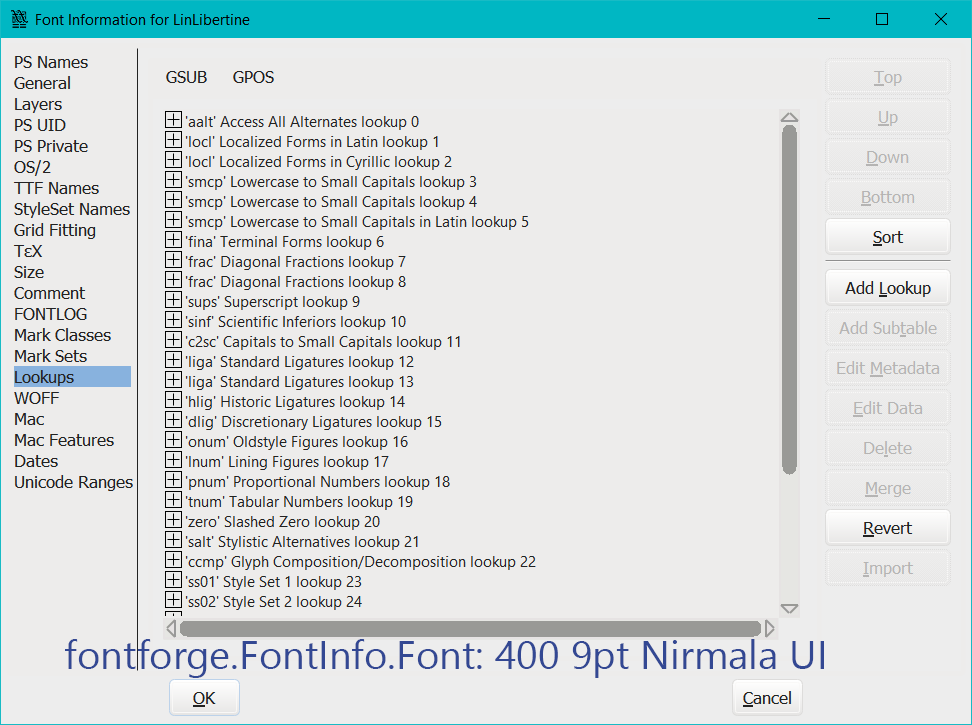 Font Information for LinLibertine
PS Names
General
Layers
PS UID
PS Private
OS/2
TTF Names
StyleSet Names
Grid Fitting
TεX
Size
Comment
FONTLOG
Mark Classes
Mark Sets
Lookups
WOFF
Mac
Mac Features
Dates
Unicode Ranges
GSUB GPOS
'aalt' Access All Alternates lookup 0
'locl' Localized Forms in Latin lookup 1
'locl' Localized Forms in Cyrillic lookup 2
'smcp' Lowercase to Small Capitals lookup 3
'smcp' Lowercase to Small Capitals lookup 4
'smcp' Lowercase to Small Capitals in Latin lookup 5
'fina' Terminal Forms lookup 6
'frac' Diagonal Fractions lookup 7
'frac' Diagonal Fractions lookup 8
'sups' Superscript lookup 9
'sinf' Scientific Inferiors lookup 10
'c2sc' Capitals to Small Capitals lookup 11
'liga' Standard Ligatures lookup 12
'liga' Standard Ligatures lookup 13
'hlig' Historic Ligatures lookup 14
'dlig' Discretionary Ligatures lookup 15
'onum' Oldstyle Figures lookup 16
'lnum' Lining Figures lookup 17
'pnum' Proportional Numbers lookup 18
'tnum' Tabular Numbers lookup 19
'zero' Slashed Zero lookup 20
'salt' Stylistic Alternatives lookup 21
'ccmp' Glyph Composition/Decomposition lookup 22
'ss01' Style Set 1 lookup 23
'ss02' Style Set 2 lookup 24
Top
Up
Down
Bottom
Sort
Add Lookup
Add Subtable
Edit Metadata
Edit Data
Delete
Merge
Revert
Import
fontforge.FontInfo.Font: 400 9pt Nirmala UI
OK
Cancel